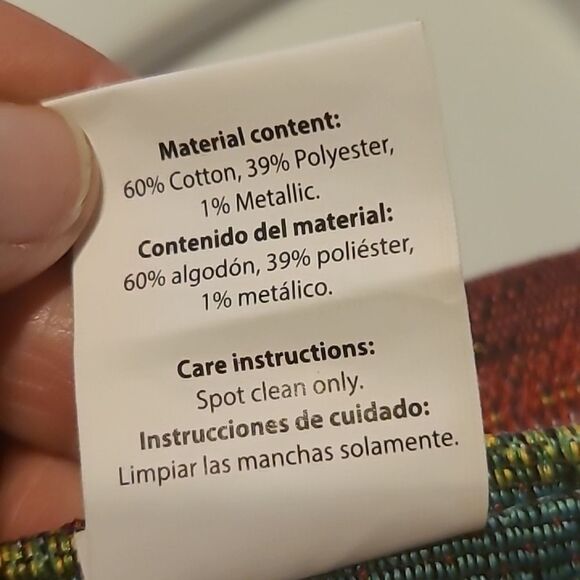 Material content:
60% Cotton, 39% Polyester,
1% Metallic.
Contenido del material:
60% algodón, 39% poliéster,
1% metálico.
Care instructions:
Spot clean only.
Instrucciones de cuidado:
Limpiar las manchas solamente.